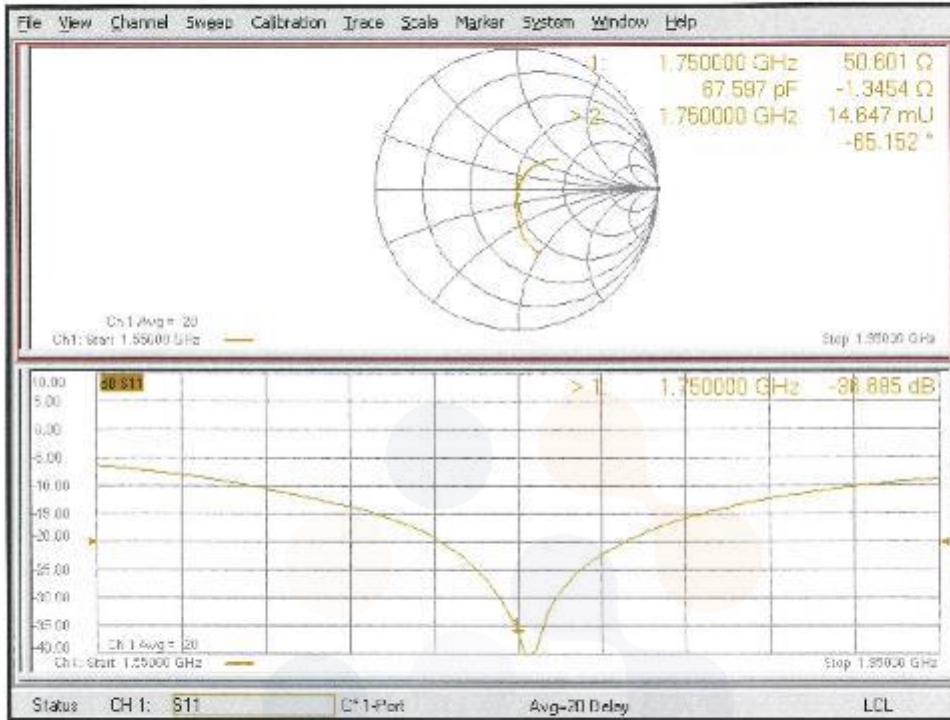 File View Channel Sweep Calibration Trace Scale Marker System Window Help
1: 1.750000 GHz 50.601 Ω
67.597 pF -1.3454 Ω
> 2: 1.750000 GHz 14.647 mU
-65.152 °
Ch 1 Avg = 20
Ch1: Start 1.55000 GHz
Stop 1.95000 GHz
10.00
dB S11
> 1: 1.750000 GHz dB
5.00
0.00
-5.00
-10.00
-15.00
-20.00
-25.00
-30.00
-35.00
-40.00
Ch 1 Avg = 20
Ch1: Start 1.55000 GHz
Stop 1.95000 GHz
Status CH 1: S11 C* 1-Port Avg=20 Delay LCL